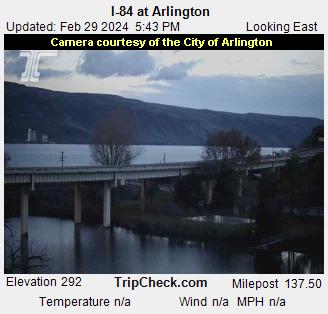 I-84 at Arlington
Updated: Feb 29 2024 5:43 PM Looking East
Camera courtesy of the City of Arlington
Elevation 292 TripCheck.com Milepost 137.50
Temperature n/a Wind n/a MPH n/a